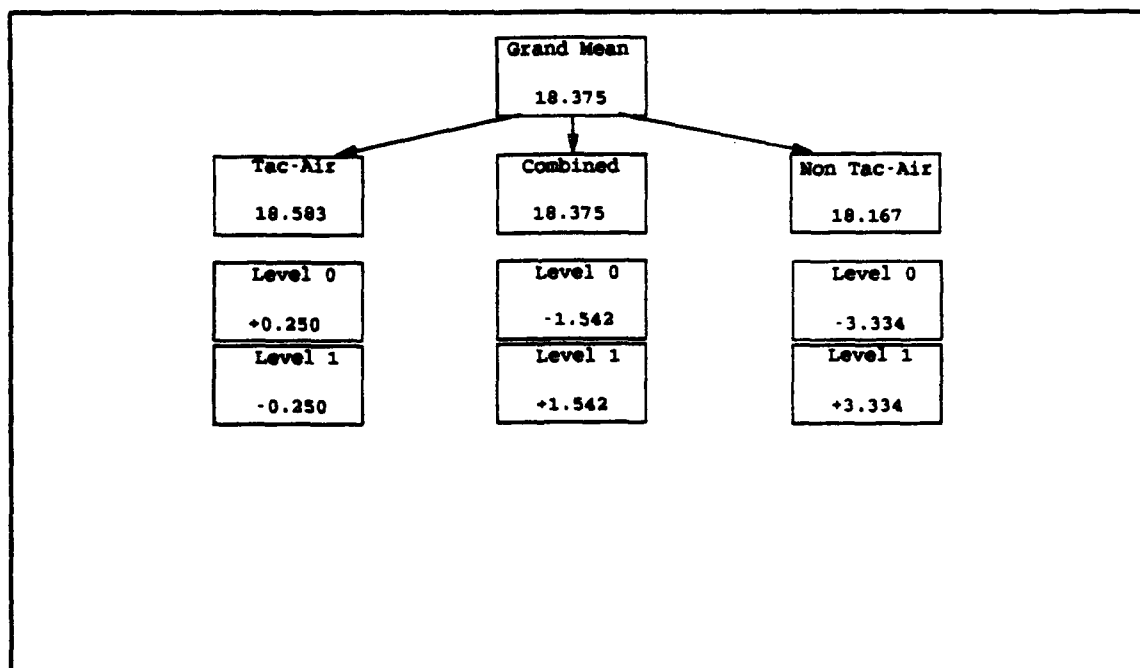 Grand Mean
18.375
Tac-Air
18.583
Combined
18.375
Non Tac-Air
18.167
Level 0
+0.250
Level 0
-1.542
Level 0
-3.334
Level 1
-0.250
Level 1
+1.542
Level 1
+3.334